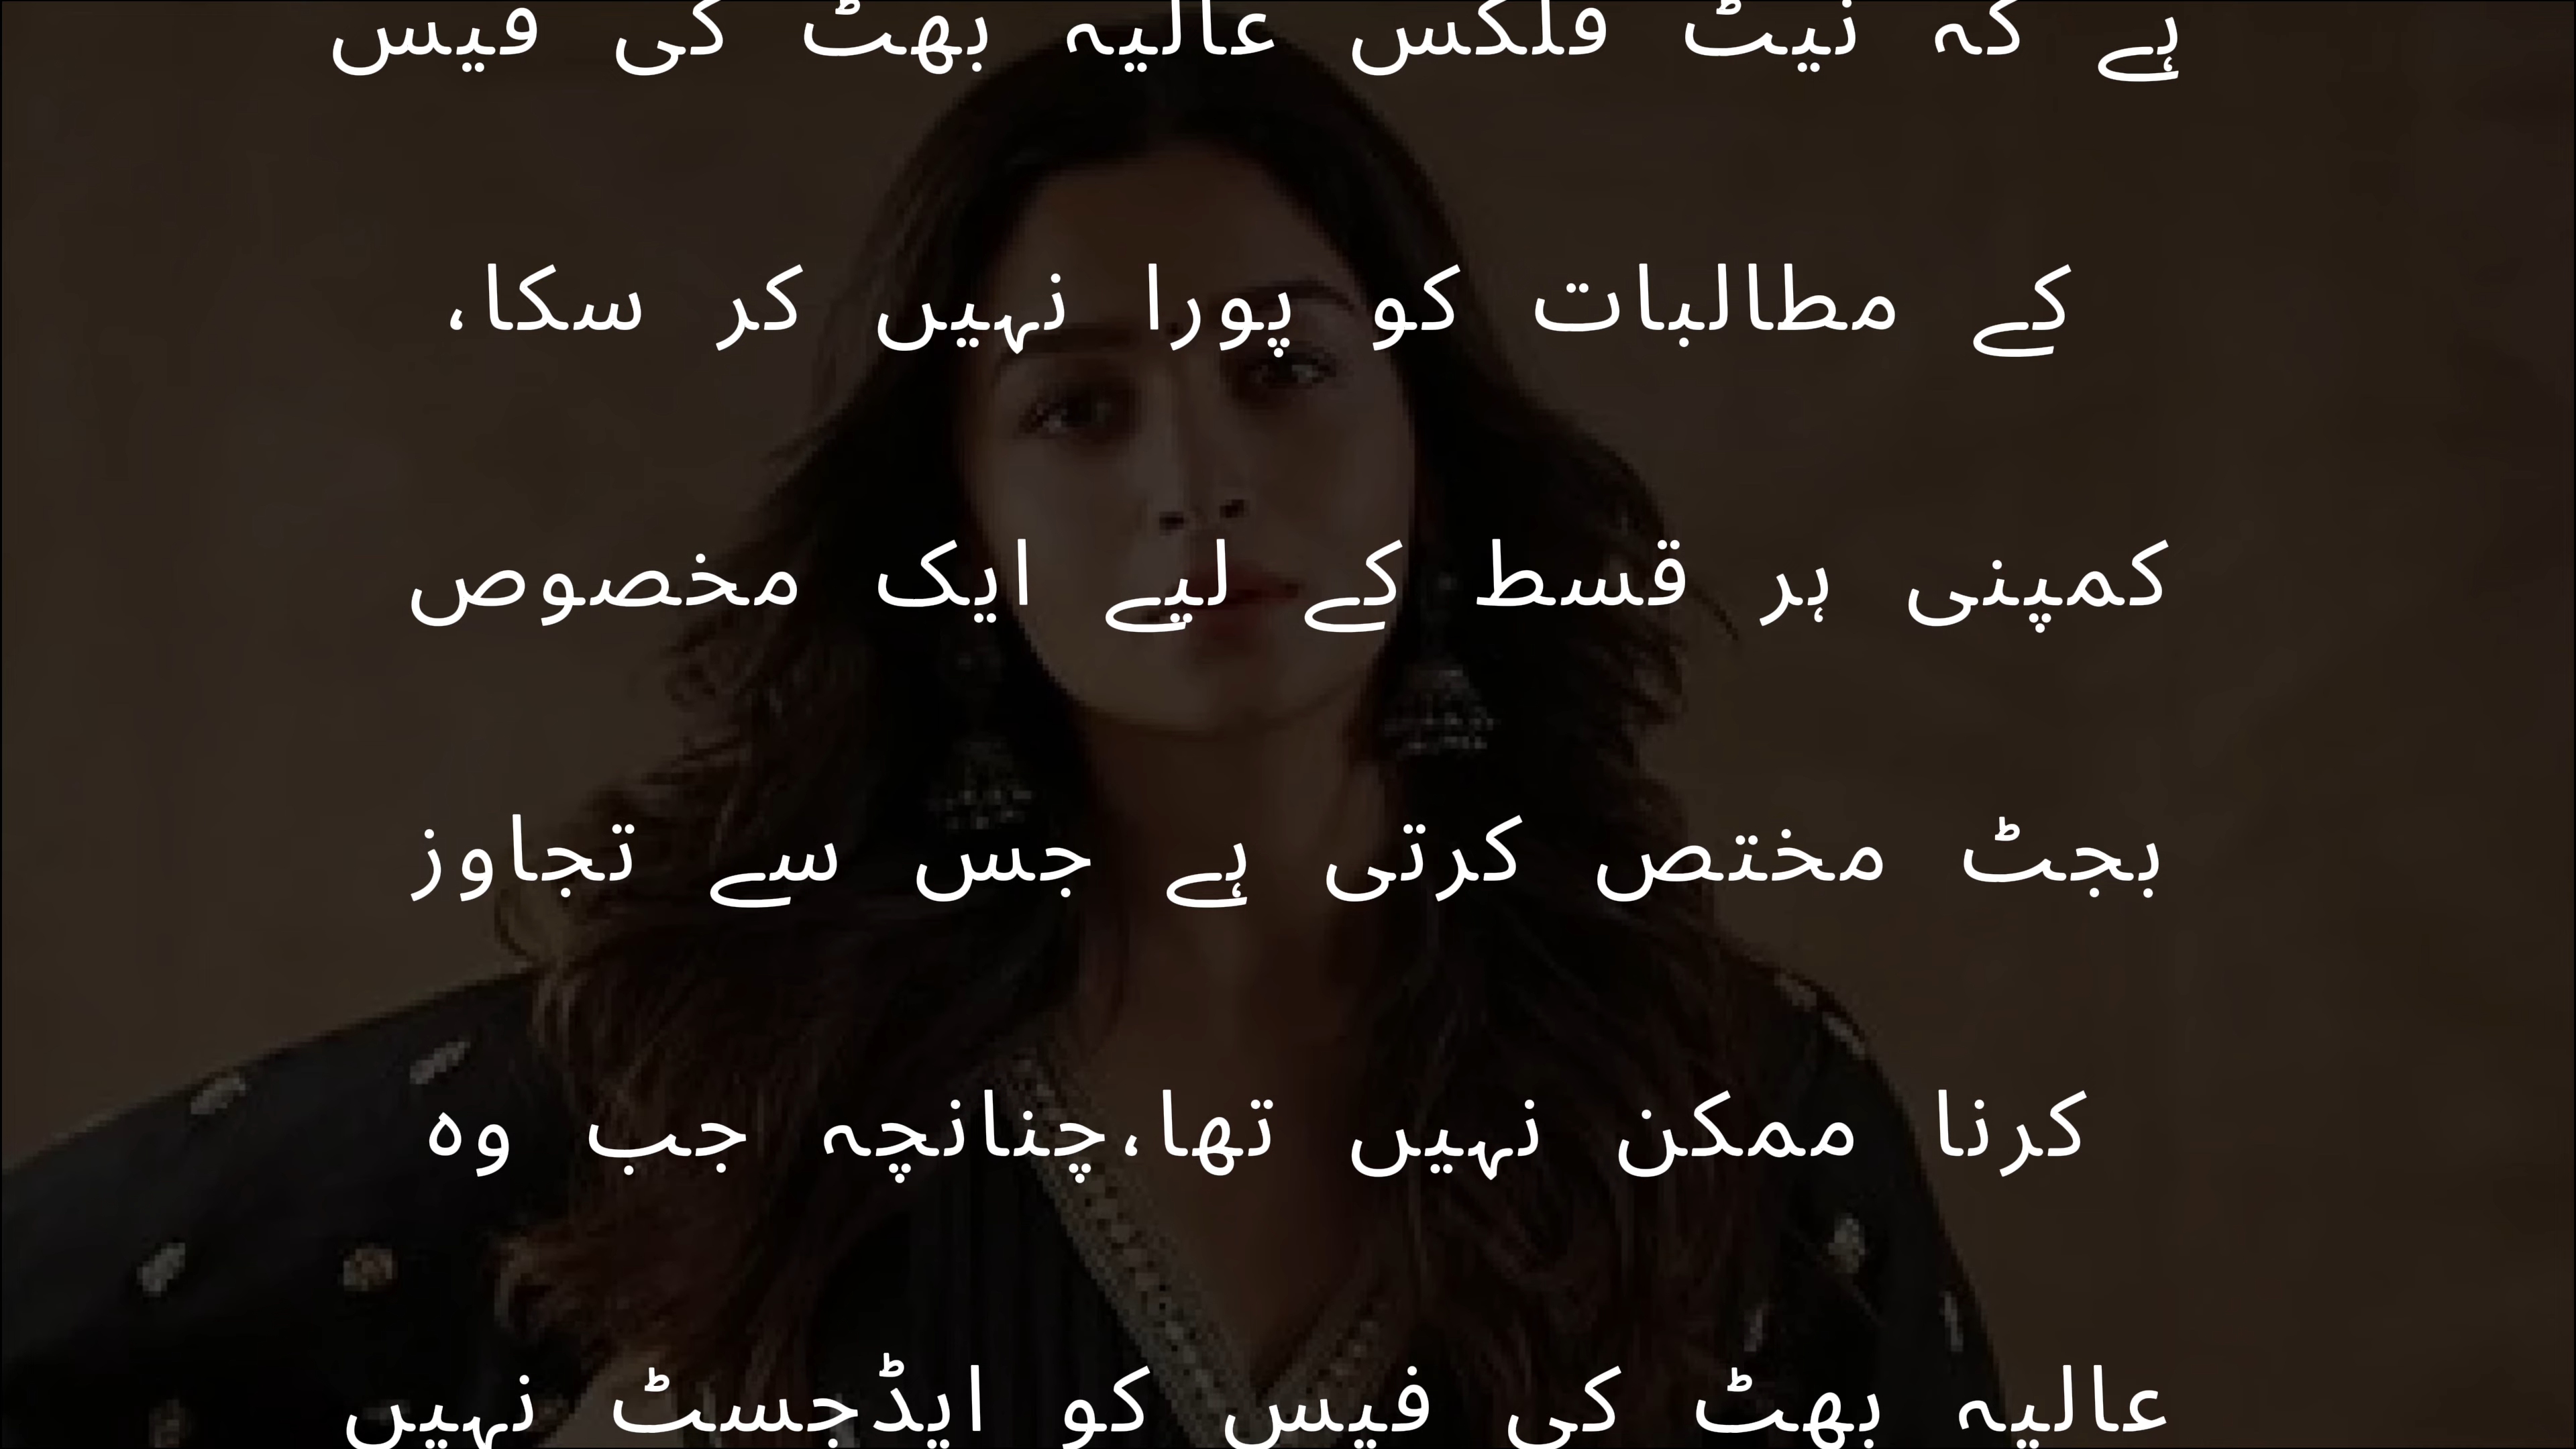 ہے کہ نیٹ فلکس عالیہ بھٹ کی فیس
کے مطالبات کو پورا نہیں کر سکا،
کمپنی ہر قسط کے لیے ایک مخصوص
بجٹ مختص کرتی ہے جس سے تجاوز
کرنا ممکن نہیں تھا،چنانچہ جب وہ
عالیہ بھٹ کی فیس کو ایڈجسٹ نہیں